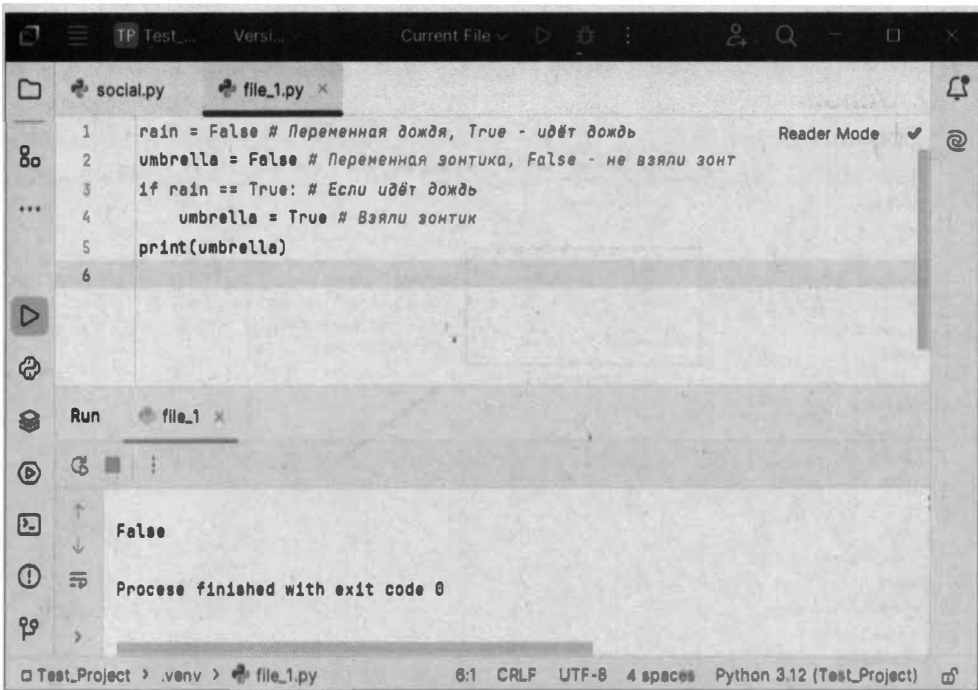 TP Test_... Versi... Current File
social.py file_1.py ×
Reader Mode
1 rain = False # Переменная дождя, True - идёт дождь
2 umbrella = False # Переменная зонтика, False - не взяли зонт
3 if rain == True: # Если идёт дождь
4 umbrella = True # Взяли зонтик
5 print(umbrella)
6
Run file_1 ×
False
Process finished with exit code 0
Test_Project > .venv > file_1.py 6:1 CRLF UTF-8 4 spaces Python 3.12 (Test_Project)